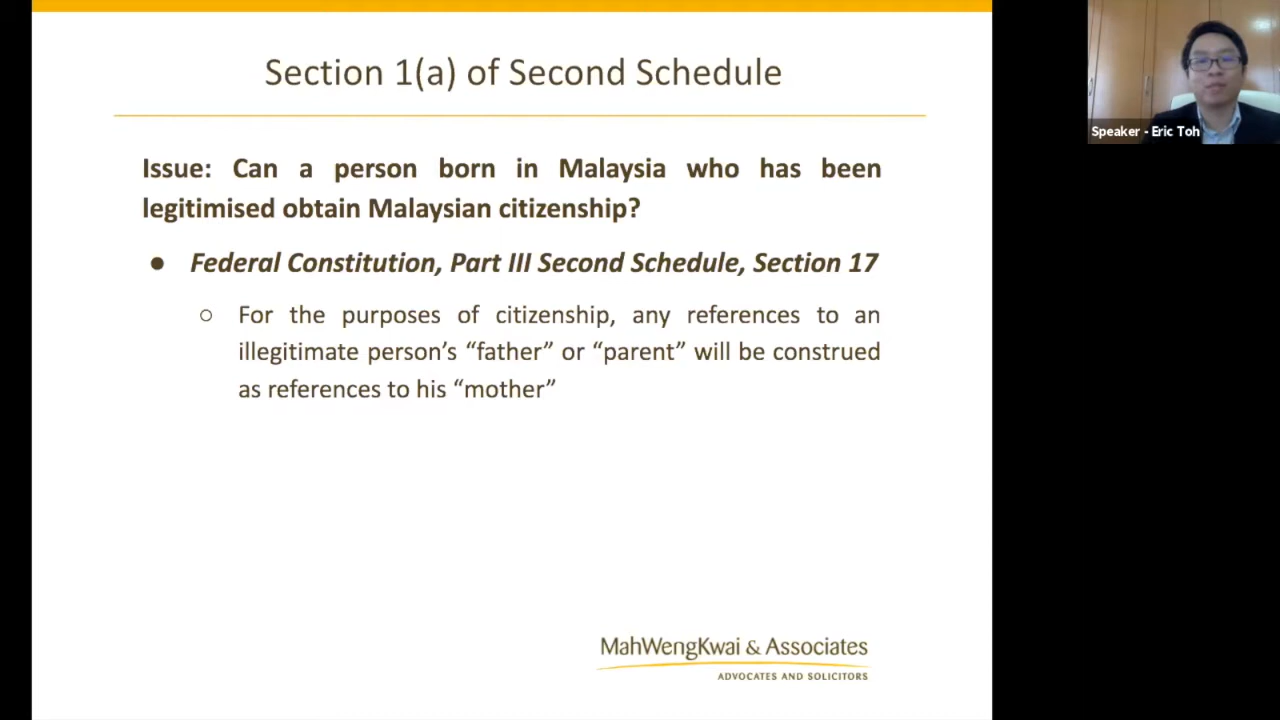 Section 1(a) of Second Schedule
Issue: Can a person born in Malaysia who has been
legitimised obtain Malaysian citizenship?
● Federal Constitution, Part III Second Schedule, Section 17
○ For the purposes of citizenship, any references to an
illegitimate person's “father” or “parent” will be construed
as references to his “mother”
MahWengKwai & Associates
ADVOCATES AND SOLICITORS
Speaker - Eric Toh